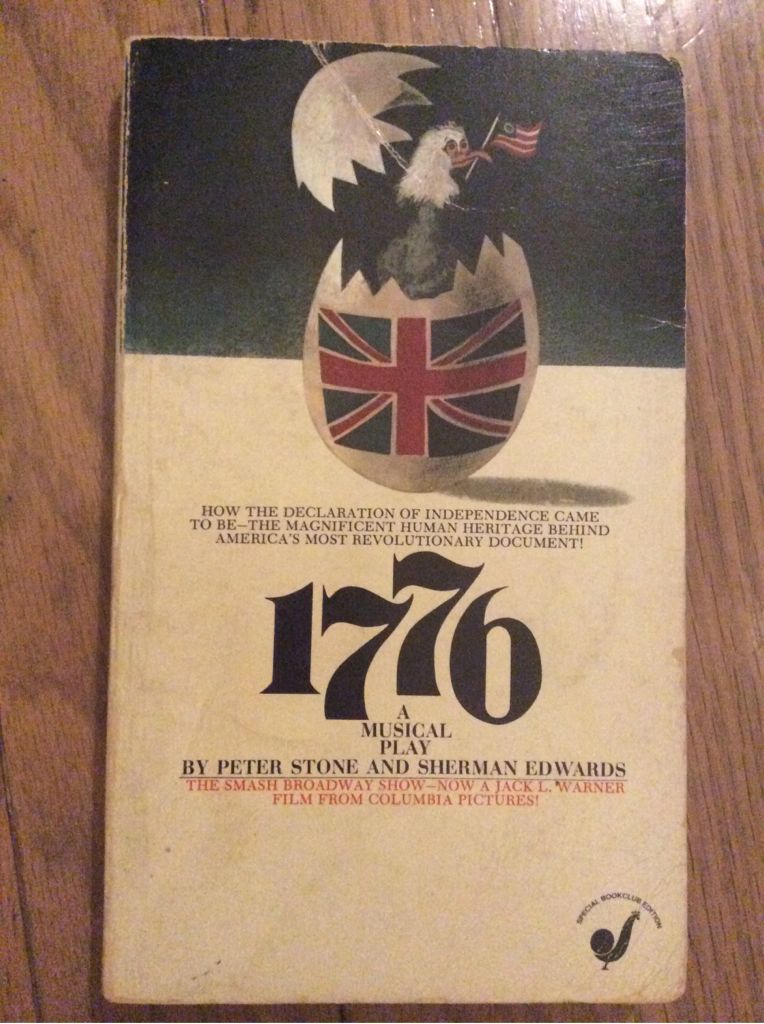 HOW THE DECLARATION OF INDEPENDENCE CAME
TO BE—THE MAGNIFICENT HUMAN HERITAGE BEHIND
AMERICA'S MOST REVOLUTIONARY DOCUMENT!
1776
A
MUSICAL
PLAY
BY PETER STONE AND SHERMAN EDWARDS
THE SMASH BROADWAY SHOW—NOW A JACK L. WARNER
FILM FROM COLUMBIA PICTURES!
SPECIAL BOOKCLUB EDITION